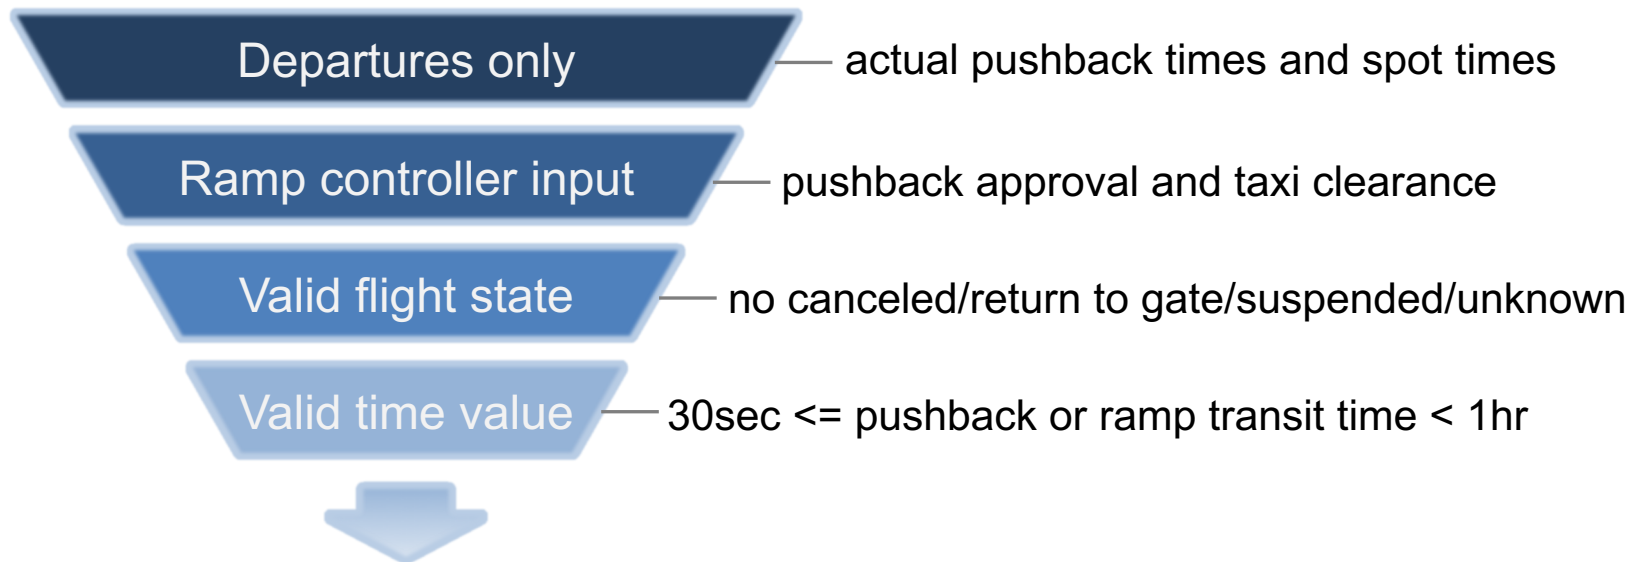 Departures only
actual pushback times and spot times
Ramp controller input
pushback approval and taxi clearance
Valid flight state
no canceled/return to gate/suspended/unknown
Valid time value
30sec <= pushback or ramp transit time < 1hr